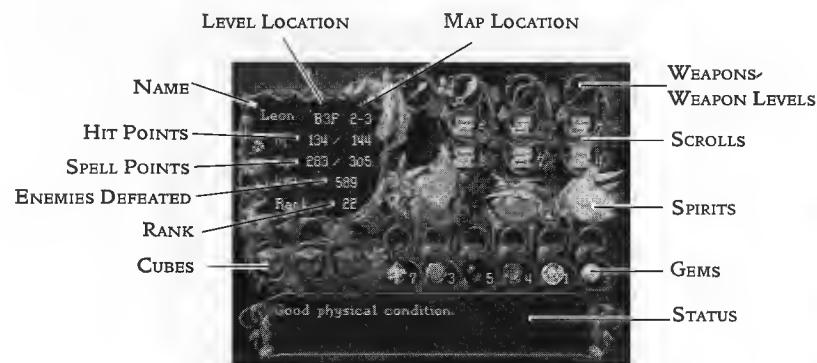 LEVEL LOCATION
MAP LOCATION
NAME
HIT POINTS
SPELL POINTS
ENEMIES DEFEATED
RANK
CUBES
Leon B3F 2-3
134 / 144
283 / 305
589
Rank 22
7 3 5 4 1
Good physical condition.
WEAPONS/
WEAPON LEVELS
SCROLLS
SPIRITS
GEMS
STATUS